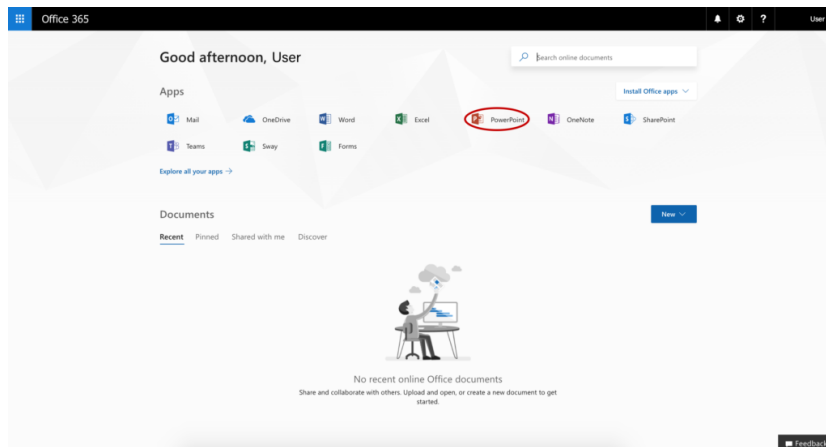 Office 365
?
User
Good afternoon, User
Search online documents
Apps
Install Office apps
Mail
OneDrive
Word
Excel
PowerPoint
OneNote
SharePoint
Teams
Sway
Forms
Explore all your apps →
Documents
New
Recent Pinned Shared with me Discover
No recent online Office documents
Share and collaborate with others. Upload and open, or create a new document to get
started.
Feedback